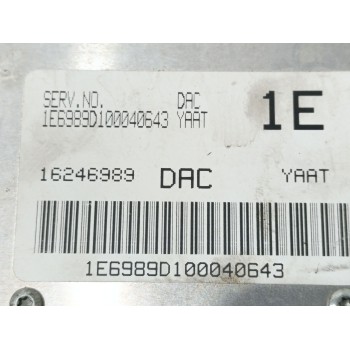 SERV.NO. DAC 1E
1E6989D100040643 YAAT
16246989 DAC YAAT
1E6989D100040643